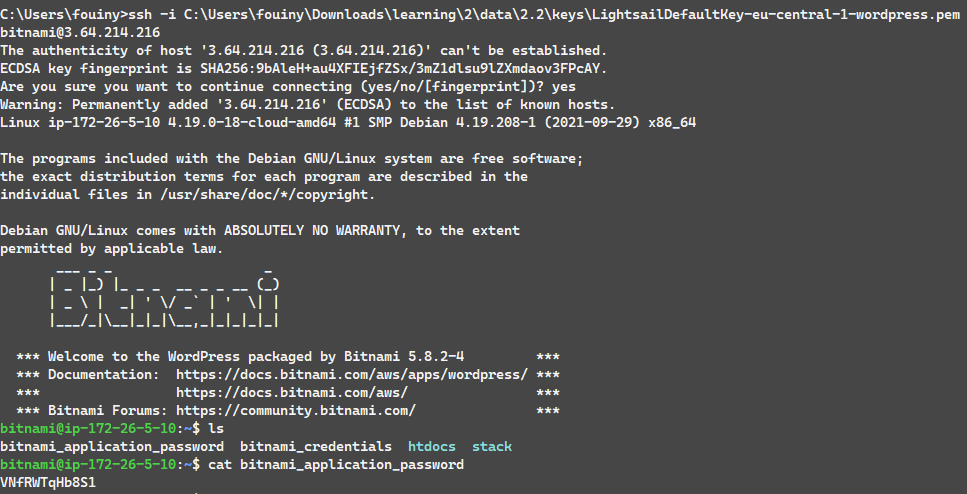 C:\Users\fouiny>ssh -i C:\Users\fouiny\Downloads\learning\2\data\2.2\keys\LightsailDefaultKey-eu-central-1-wordpress.pem
bitnami@3.64.214.216
The authenticity of host '3.64.214.216 (3.64.214.216)' can't be established.
ECDSA key fingerprint is SHA256:9bAleH+au4XFIEjfZSx/3mZ1dlsu9lZXmdaov3FPcAY.
Are you sure you want to continue connecting (yes/no/[fingerprint])? yes
Warning: Permanently added '3.64.214.216' (ECDSA) to the list of known hosts.
Linux ip-172-26-5-10 4.19.0-18-cloud-amd64 #1 SMP Debian 4.19.208-1 (2021-09-29) x86_64
The programs included with the Debian GNU/Linux system are free software;
the exact distribution terms for each program are described in the
individual files in /usr/share/doc/*/copyright.
Debian GNU/Linux comes with ABSOLUTELY NO WARRANTY, to the extent
permitted by applicable law.
       ___ _ _                   _
      | _ |_) |_ _ _  __ _ _ __ (_)
      | _ \ |  _| ' \/ _` | '  \| |
      |___/_|\__|_|_|\__,_|_|_|_|_|
*** Welcome to the WordPress packaged by Bitnami 5.8.2-4         ***
*** Documentation:  https://docs.bitnami.com/aws/apps/wordpress/ ***
***                 https://docs.bitnami.com/aws/                ***
*** Bitnami Forums: https://community.bitnami.com/               ***
bitnami@ip-172-26-5-10:~$ ls
bitnami_application_password  bitnami_credentials  htdocs  stack
bitnami@ip-172-26-5-10:~$ cat bitnami_application_password
VNfRWTqHb8S1